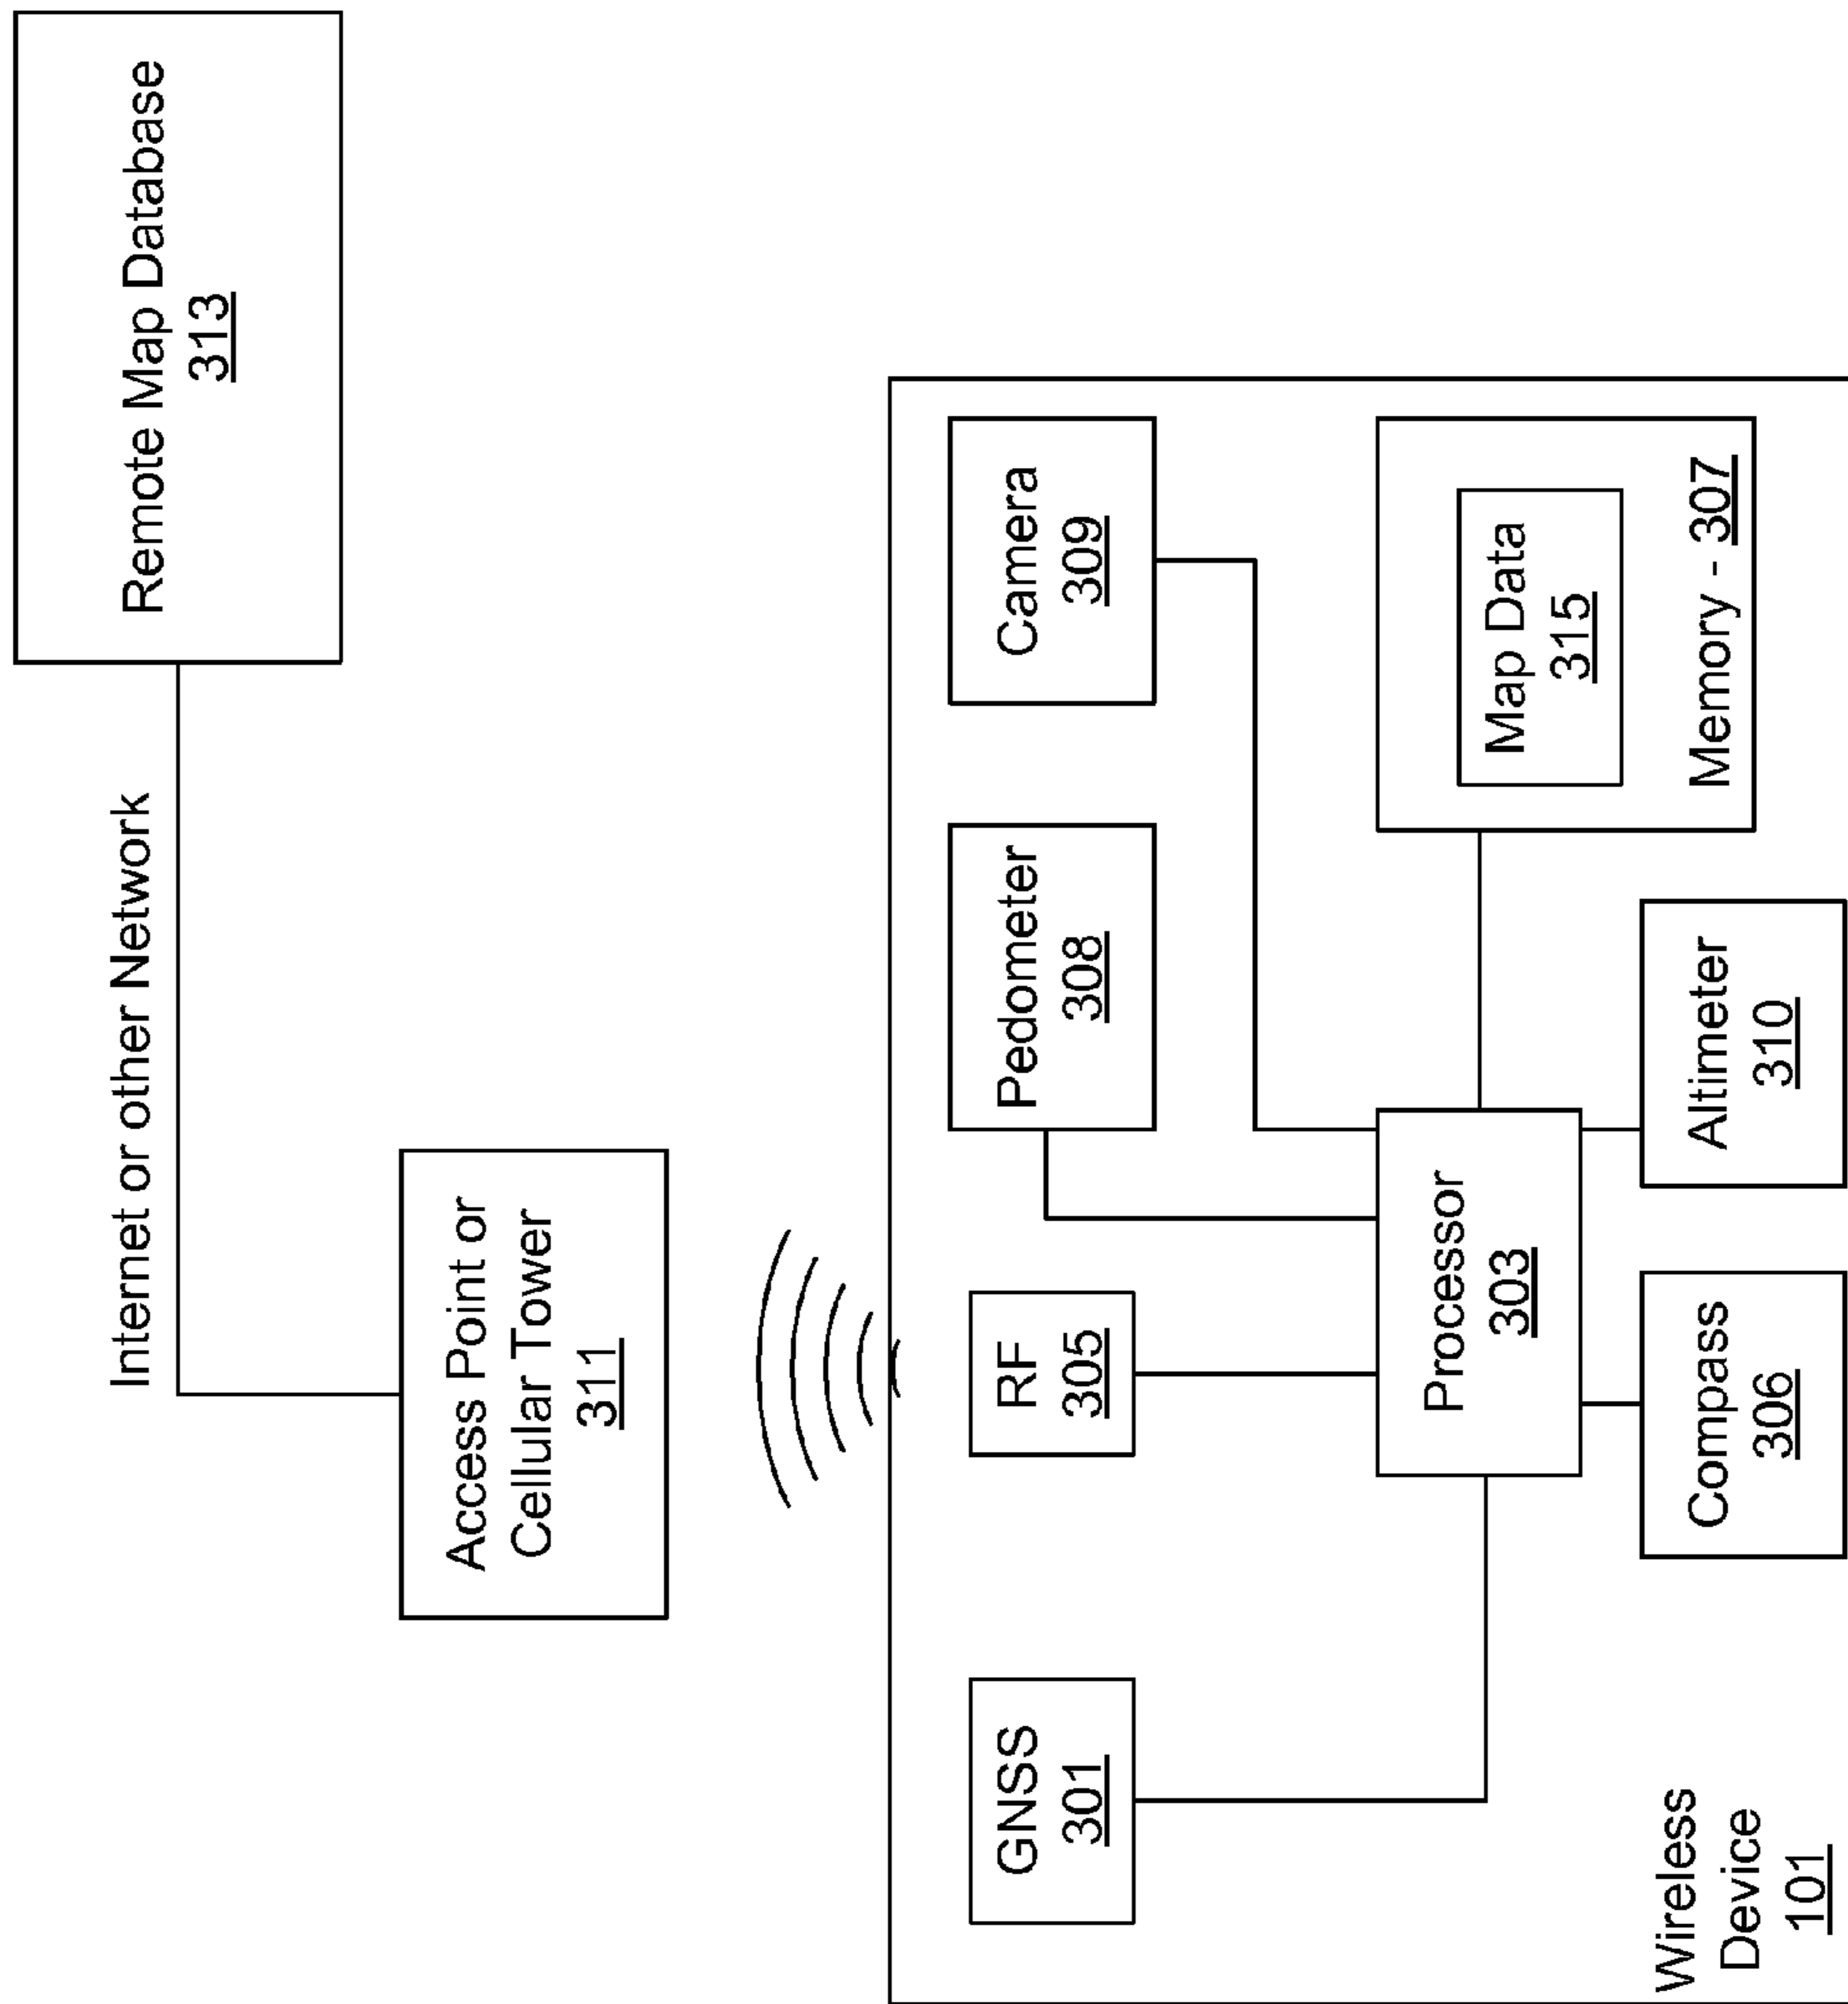 Remote Map Database
313
Internet or other Network
Access Point or
Cellular Tower
311
GNSS
301
RF
305
Pedometer
308
Camera
309
Processor
303
Map Data
315
Memory - 307
Compass
306
Altimeter
310
Wireless
Device
101